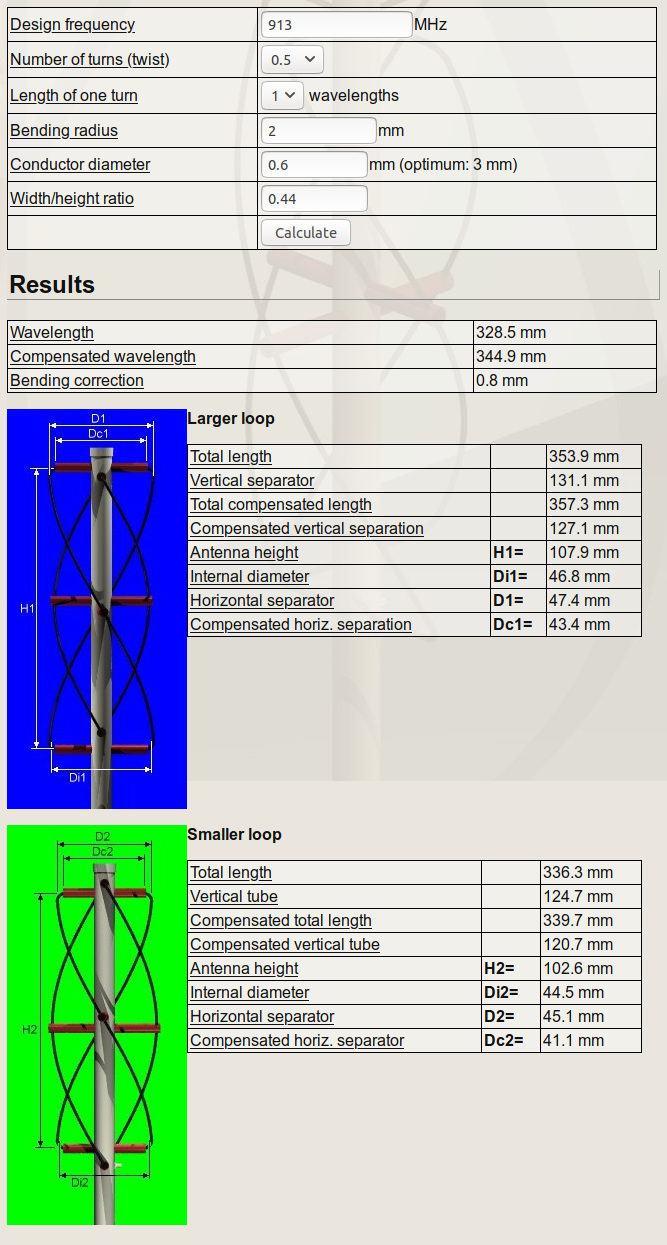 Design frequency 913 MHz
Number of turns (twist) 0.5
Length of one turn 1 wavelengths
Bending radius 2 mm
Conductor diameter 0.6 mm (optimum: 3 mm)
Width/height ratio 0.44
Calculate
Results
Wavelength 328.5 mm
Compensated wavelength 344.9 mm
Bending correction 0.8 mm
D1
Dc1
H1
Di1
Larger loop
Total length 353.9 mm
Vertical separator 131.1 mm
Total compensated length 357.3 mm
Compensated vertical separation 127.1 mm
Antenna height H1= 107.9 mm
Internal diameter Di1= 46.8 mm
Horizontal separator D1= 47.4 mm
Compensated horiz. separation Dc1= 43.4 mm
D2
Dc2
H2
Di2
Smaller loop
Total length 336.3 mm
Vertical tube 124.7 mm
Compensated total length 339.7 mm
Compensated vertical tube 120.7 mm
Antenna height H2= 102.6 mm
Internal diameter Di2= 44.5 mm
Horizontal separator D2= 45.1 mm
Compensated horiz. separator Dc2= 41.1 mm